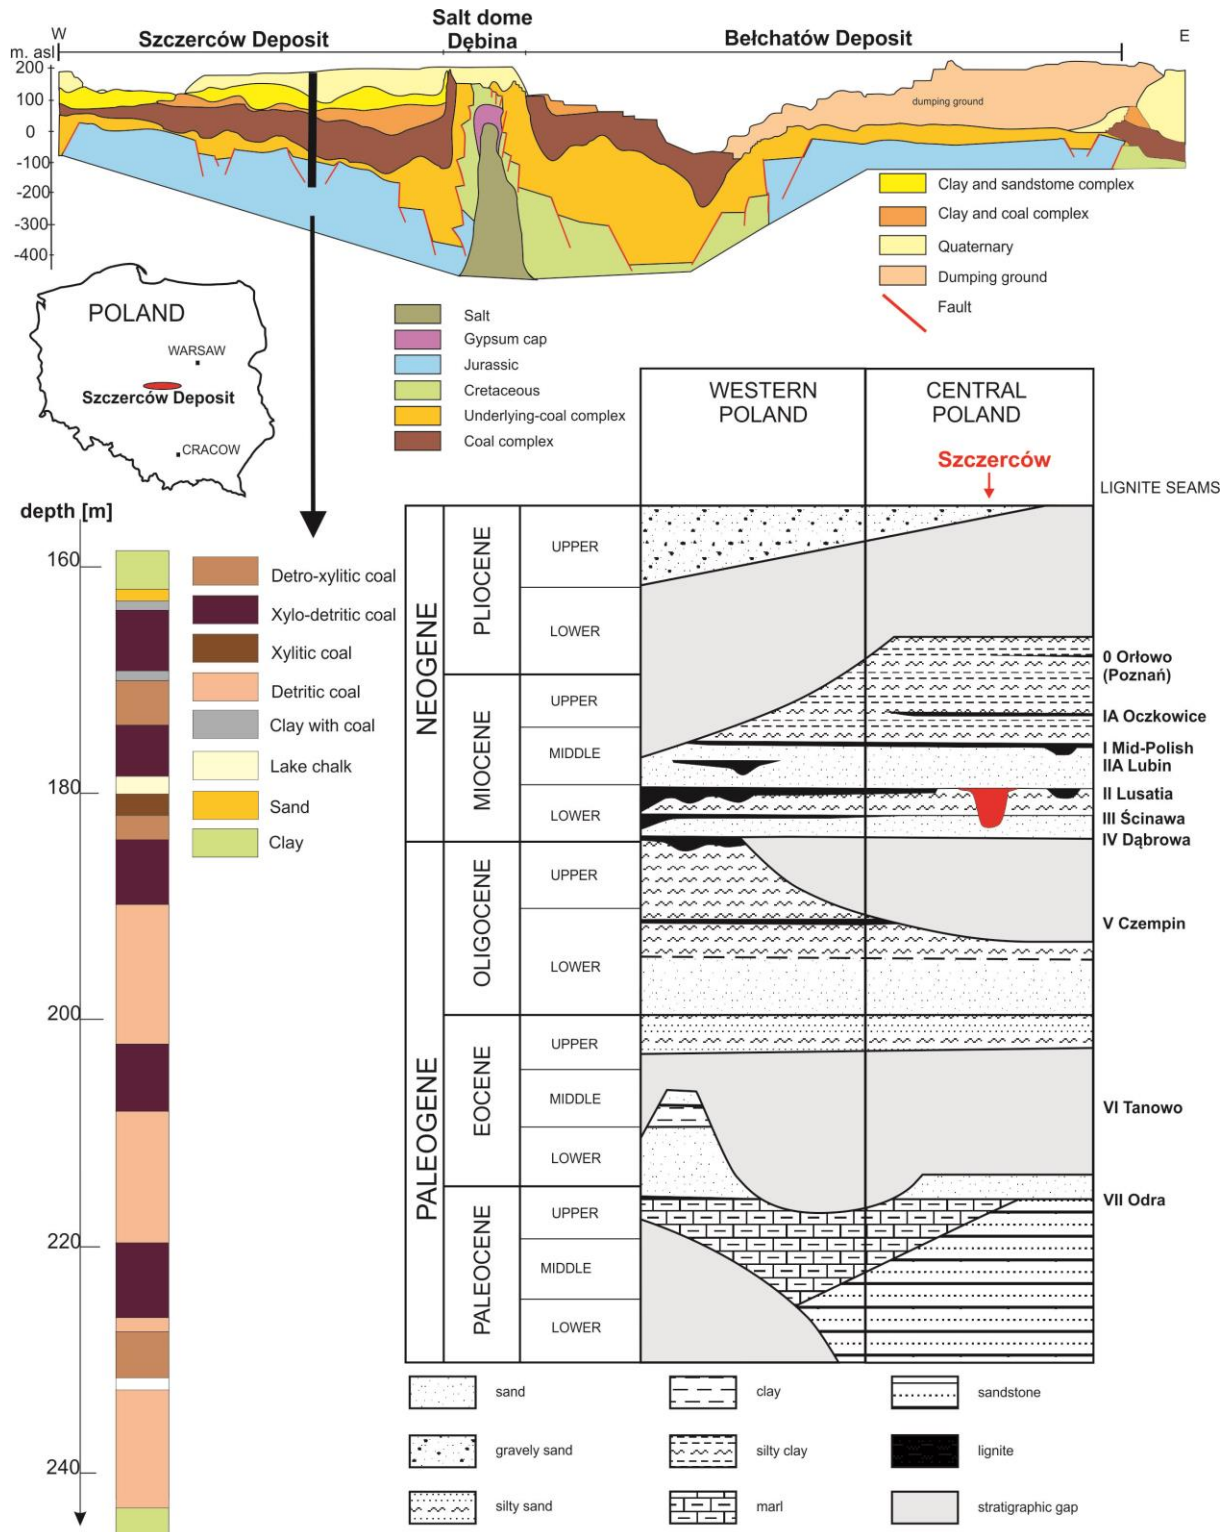 W
Szczerców Deposit
Salt dome
Dębina
Bełchatów Deposit
E
m. asl
200
100
0
-100
-200
-300
-400
dumping ground
Clay and sandstome complex
Clay and coal complex
Quaternary
Dumping ground
Fault
POLAND
WARSAW
Szczerców Deposit
CRACOW
Salt
Gypsum cap
Jurassic
Cretaceous
Underlying-coal complex
Coal complex
depth [m]
160
180
200
220
240
Detro-xylitic coal
Xylo-detritic coal
Xylitic coal
Detritic coal
Clay with coal
Lake chalk
Sand
Clay
WESTERN
POLAND
CENTRAL
POLAND
Szczerców
LIGNITE SEAMS
NEOGENE
PLIOCENE
UPPER
LOWER
MIOCENE
UPPER
MIDDLE
LOWER
PALEOGENE
OLIGOCENE
UPPER
LOWER
EOCENE
UPPER
MIDDLE
LOWER
PALEOCENE
UPPER
MIDDLE
LOWER
0 Orłowo
(Poznań)
IA Oczkowice
I Mid-Polish
IIA Lubin
II Lusatia
III Ścinawa
IV Dąbrowa
V Czempin
VI Tanowo
VII Odra
sand
clay
sandstone
gravely sand
silty clay
lignite
silty sand
marl
stratigraphic gap